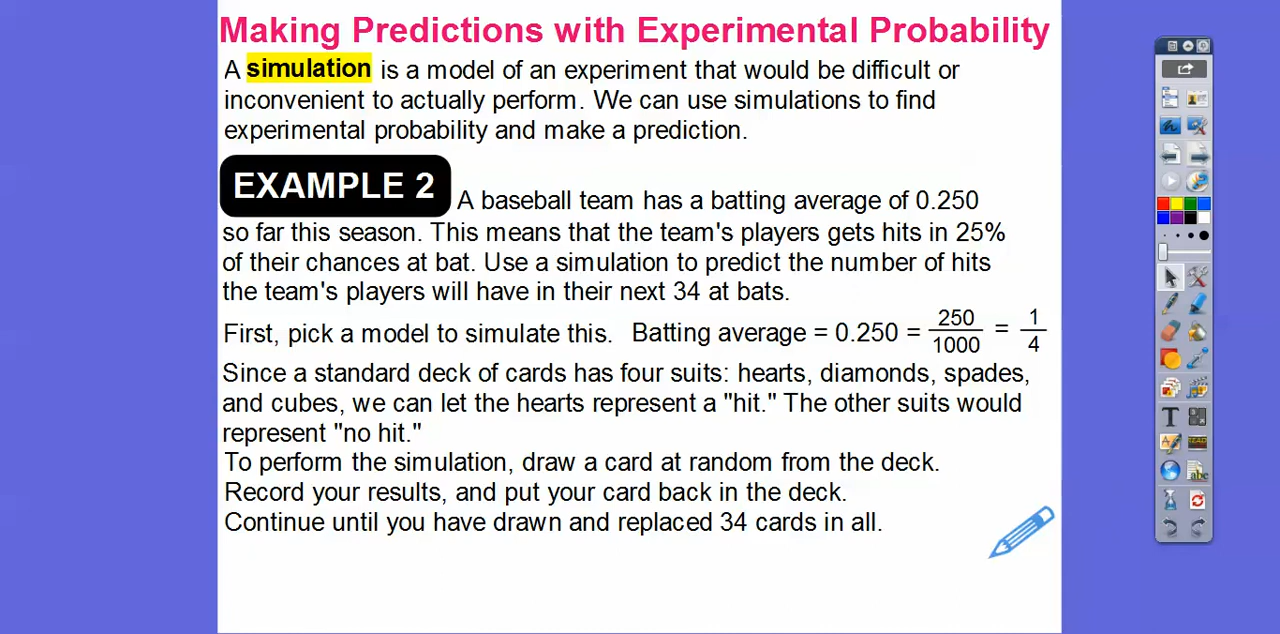 Making Predictions with Experimental Probability
A simulation is a model of an experiment that would be difficult or
inconvenient to actually perform. We can use simulations to find
experimental probability and make a prediction.
EXAMPLE 2 A baseball team has a batting average of 0.250
so far this season. This means that the team's players gets hits in 25%
of their chances at bat. Use a simulation to predict the number of hits
the team's players will have in their next 34 at bats.
First, pick a model to simulate this. Batting average = 0.250 = 250/1000 = 1/4
Since a standard deck of cards has four suits: hearts, diamonds, spades,
and cubes, we can let the hearts represent a "hit." The other suits would
represent "no hit."
To perform the simulation, draw a card at random from the deck.
Record your results, and put your card back in the deck.
Continue until you have drawn and replaced 34 cards in all.